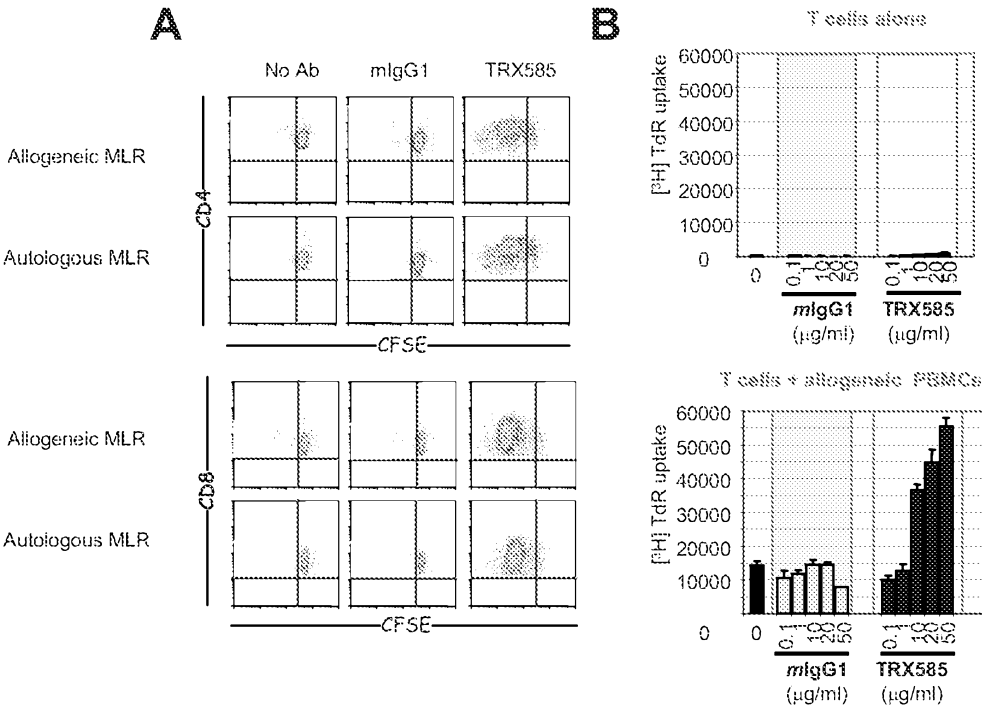 A
No Ab
mIgG1
TRX585
Allogeneic MLR
Autologous MLR
CD4
CFSE
Allogeneic MLR
Autologous MLR
CD8
CFSE
B
T cells alone
[³H] TdR uptake
60000
50000
40000
30000
20000
10000
0
0
0.1
1
10
20
50
0.1
1
10
20
50
mIgG1
(µg/ml)
TRX585
(µg/ml)
T cells + allogeneic PBMCs
[³H] TdR uptake
60000
50000
40000
30000
20000
10000
0
0
0.1
1
10
20
50
0.1
1
10
20
50
mIgG1
(µg/ml)
TRX585
(µg/ml)